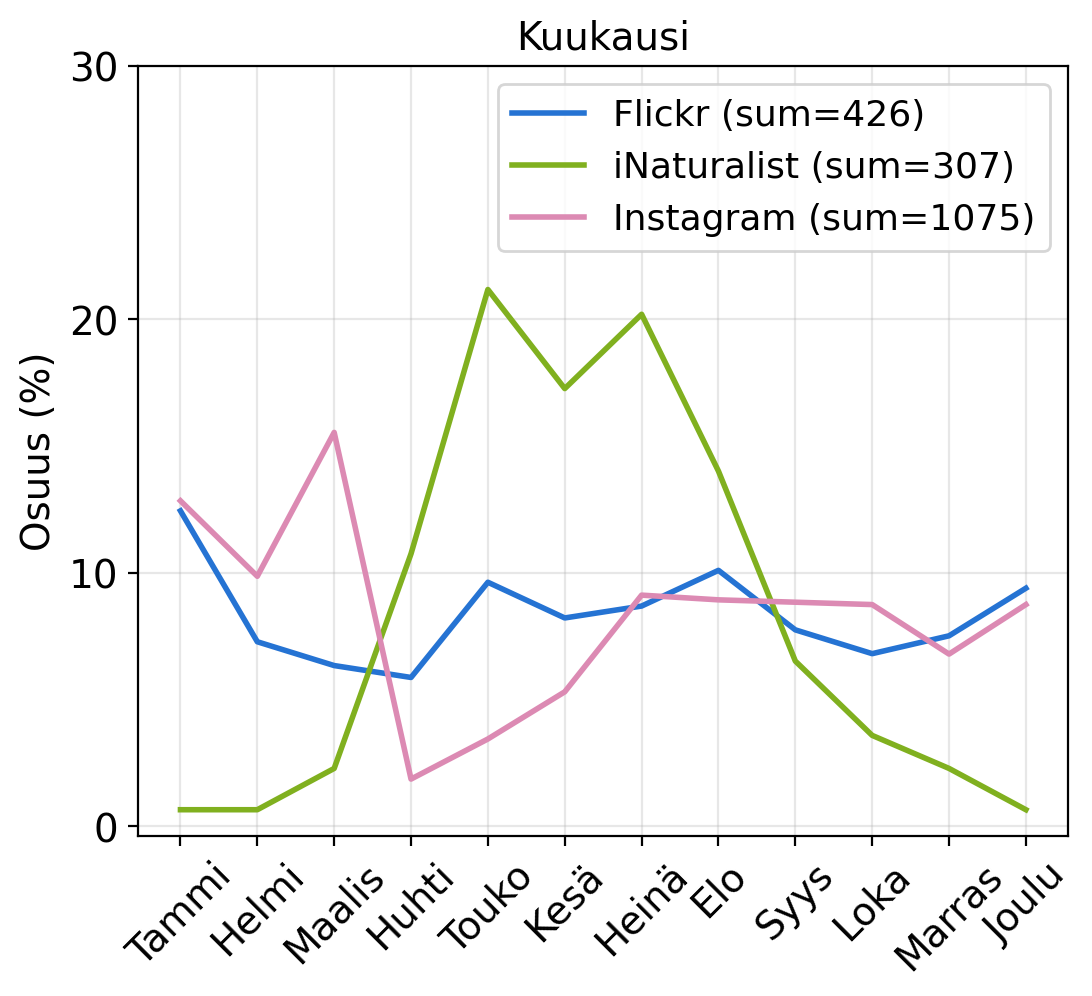 Kuukausi
30
20
10
0
Osuus (%)
Flickr (sum=426)
iNaturalist (sum=307)
Instagram (sum=1075)
Tammi
Helmi
Maalis
Huhti
Touko
Kesä
Heinä
Elo
Syys
Loka
Marras
Joulu